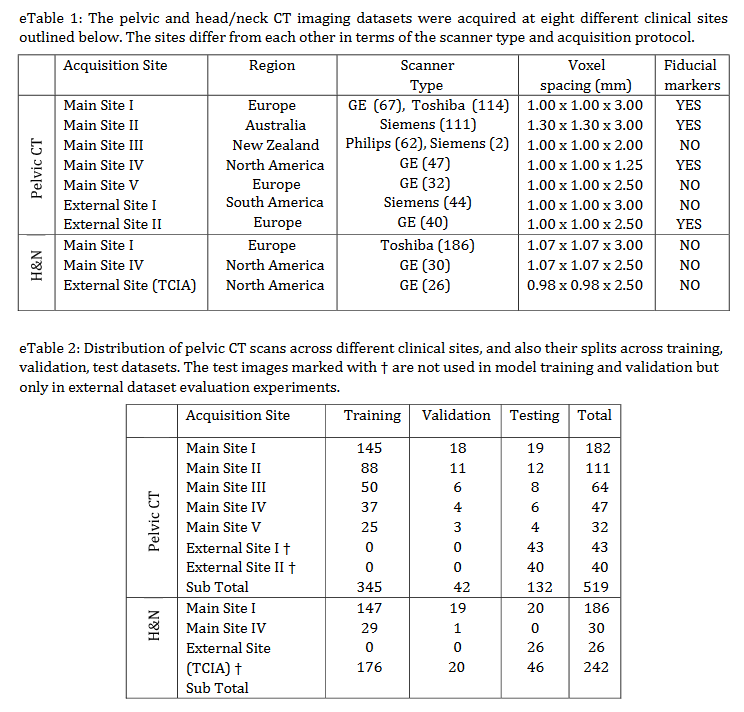 eTable 1: The pelvic and head/neck CT imaging datasets were acquired at eight different clinical sites
outlined below. The sites differ from each other in terms of the scanner type and acquisition protocol.
Acquisition Site Region Scanner Type Voxel spacing (mm) Fiducial markers
Pelvic CT
Main Site I Europe GE (67), Toshiba (114) 1.00 x 1.00 x 3.00 YES
Main Site II Australia Siemens (111) 1.30 x 1.30 x 3.00 YES
Main Site III New Zealand Philips (62), Siemens (2) 1.00 x 1.00 x 2.00 NO
Main Site IV North America GE (47) 1.00 x 1.00 x 1.25 YES
Main Site V Europe GE (32) 1.00 x 1.00 x 2.50 NO
External Site I South America Siemens (44) 1.00 x 1.00 x 3.00 NO
External Site II Europe GE (40) 1.00 x 1.00 x 2.50 YES
H&N
Main Site I Europe Toshiba (186) 1.07 x 1.07 x 3.00 NO
Main Site IV North America GE (30) 1.07 x 1.07 x 2.50 NO
External Site (TCIA) North America GE (26) 0.98 x 0.98 x 2.50 NO
eTable 2: Distribution of pelvic CT scans across different clinical sites, and also their splits across training,
validation, test datasets. The test images marked with † are not used in model training and validation but
only in external dataset evaluation experiments.
Acquisition Site Training Validation Testing Total
Pelvic CT
Main Site I 145 18 19 182
Main Site II 88 11 12 111
Main Site III 50 6 8 64
Main Site IV 37 4 6 47
Main Site V 25 3 4 32
External Site I † 0 0 43 43
External Site II † 0 0 40 40
Sub Total 345 42 132 519
H&N
Main Site I 147 19 20 186
Main Site IV 29 1 0 30
External Site 0 0 26 26
(TCIA) † 176 20 46 242
Sub Total